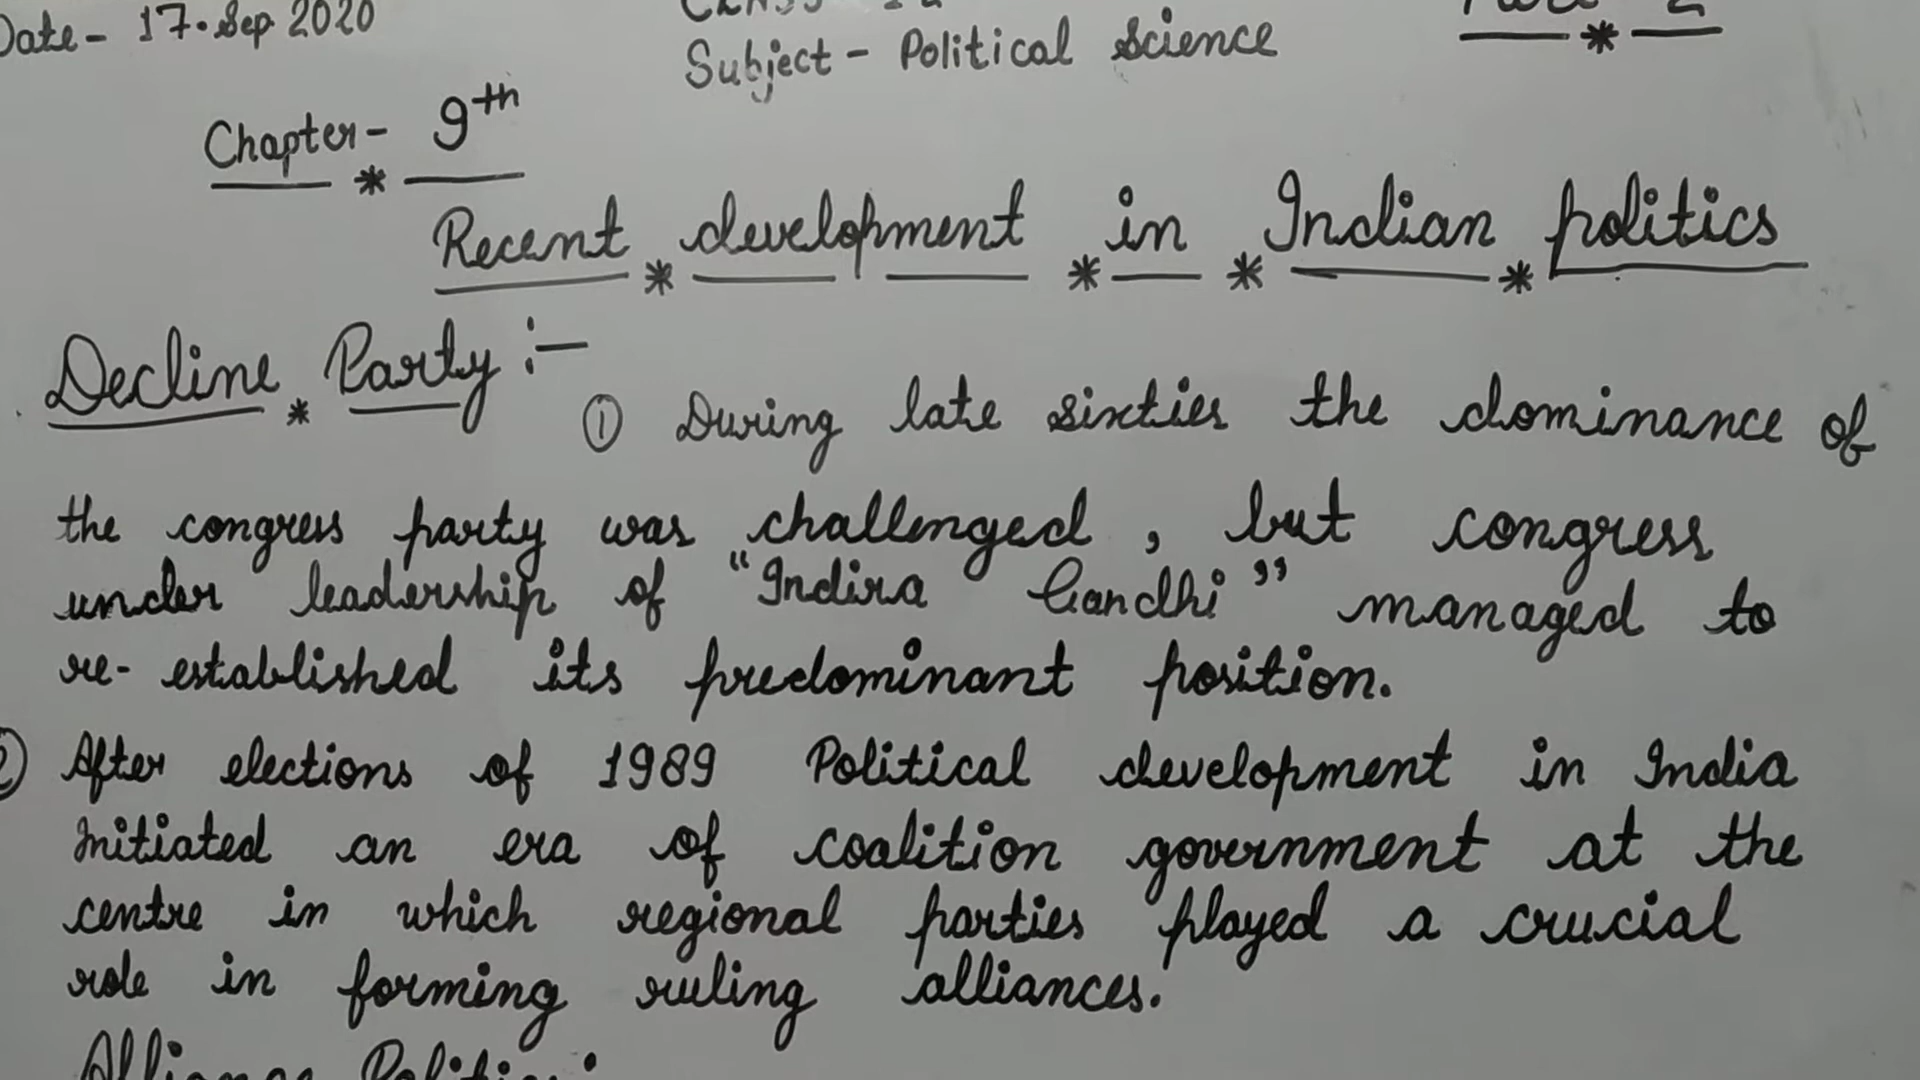 Date- 17.Sep 2020
Subject- Political Science
Chapter- 9th
Recent development in Indian politics
Decline Party :-
① During late sixties the dominance of
the congress party was challenged, but congress
under leadership of "Indira Gandhi" managed to
re-established its predominant position.
② After elections of 1989 Political development in India
Initiated an era of coalition government at the
centre in which regional parties played a crucial
role in forming ruling alliances.
Alliance Politics: